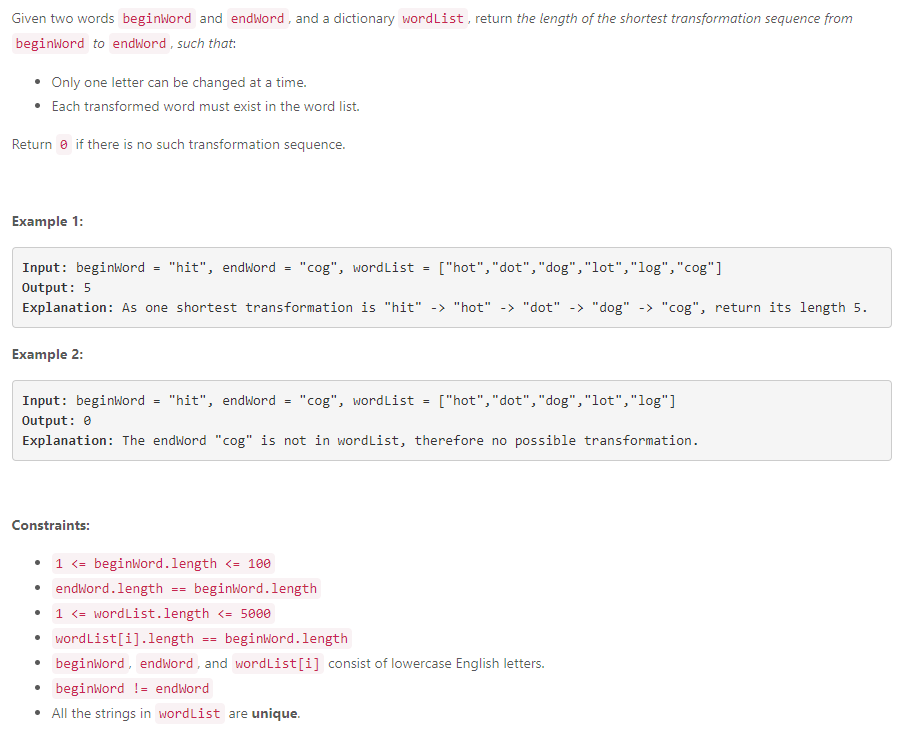 Given two words beginWord and endWord, and a dictionary wordList, return the length of the shortest transformation sequence from
beginWord to endWord, such that:
• Only one letter can be changed at a time.
• Each transformed word must exist in the word list.
Return 0 if there is no such transformation sequence.
Example 1:
Input: beginWord = "hit", endWord = "cog", wordList = ["hot","dot","dog","lot","log","cog"]
Output: 5
Explanation: As one shortest transformation is "hit" -> "hot" -> "dot" -> "dog" -> "cog", return its length 5.
Example 2:
Input: beginWord = "hit", endWord = "cog", wordList = ["hot","dot","dog","lot","log"]
Output: 0
Explanation: The endWord "cog" is not in wordList, therefore no possible transformation.
Constraints:
• 1 <= beginWord.length <= 100
• endWord.length == beginWord.length
• 1 <= wordList.length <= 5000
• wordList[i].length == beginWord.length
• beginWord, endWord, and wordList[i] consist of lowercase English letters.
• beginWord != endWord
• All the strings in wordList are unique.